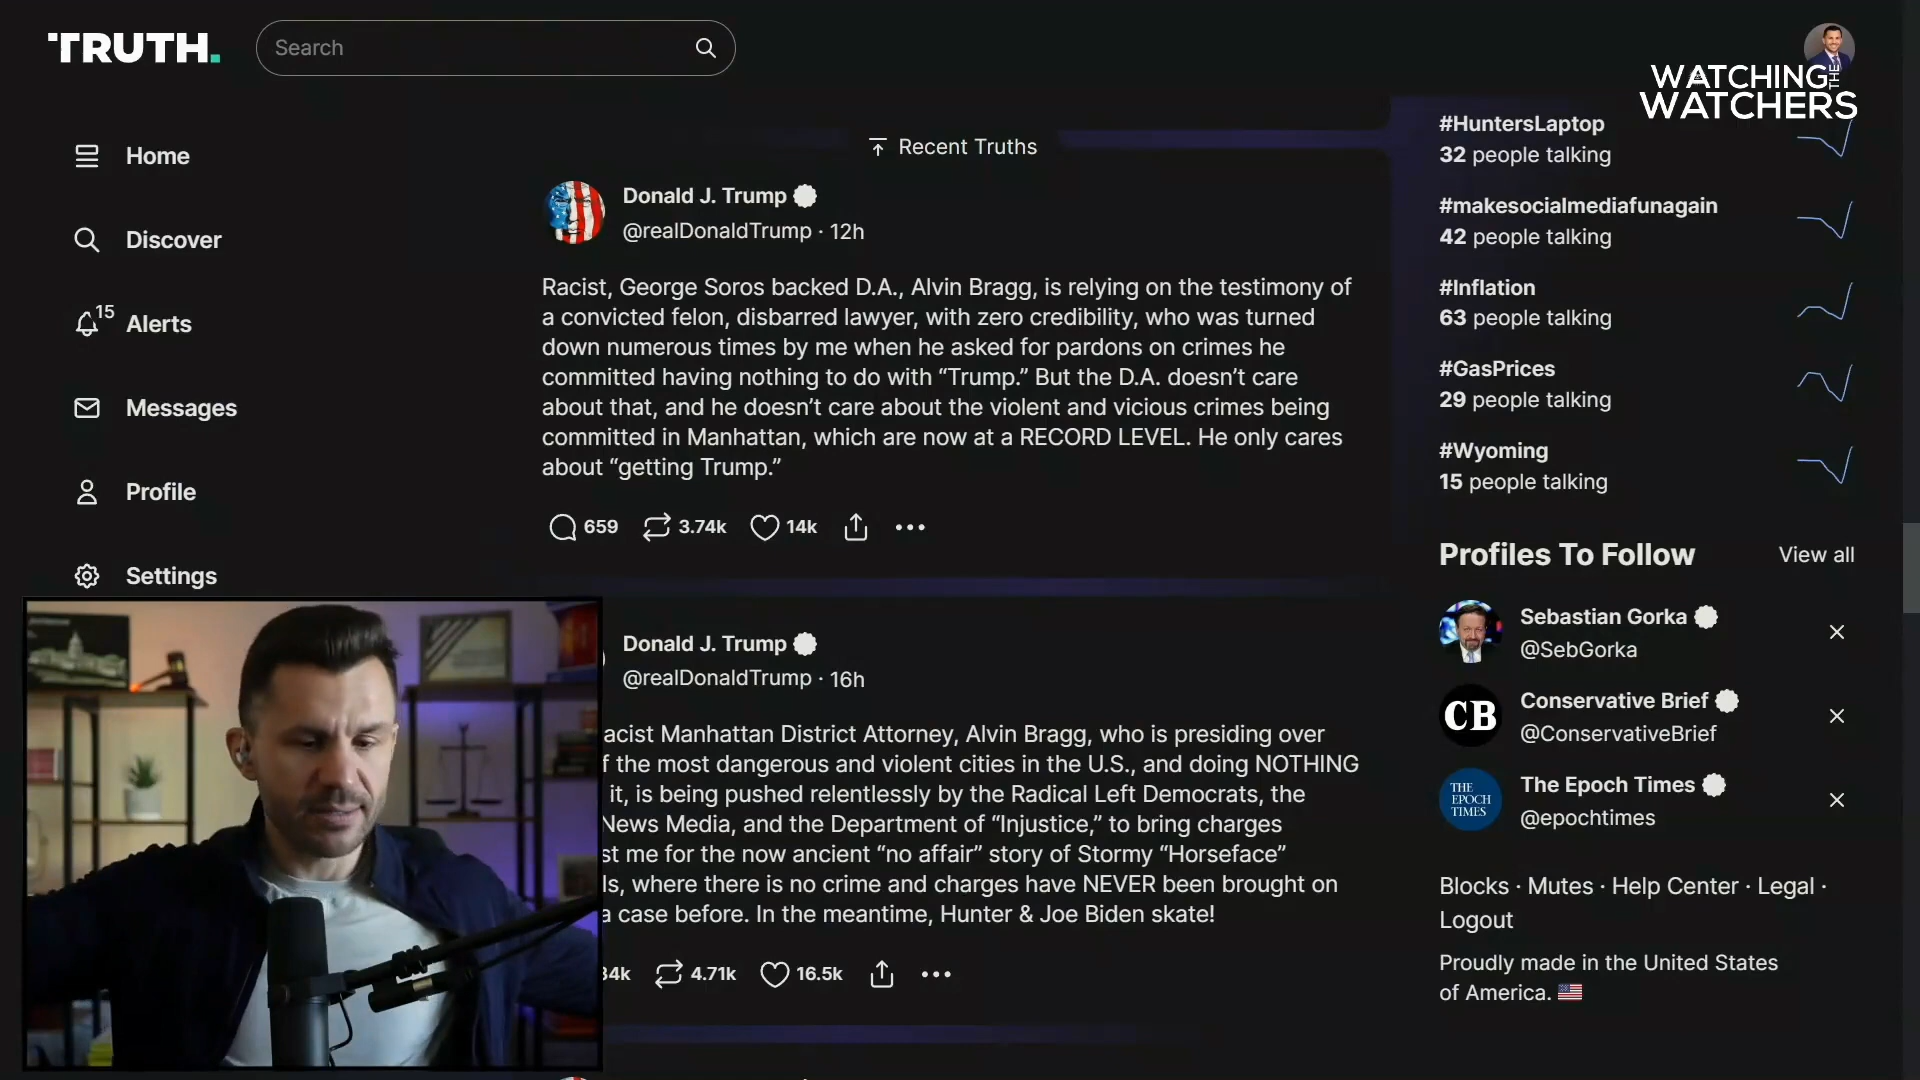 TRUTH.
Search
WATCHING THE
WATCHERS
Home
Discover
15
Alerts
Messages
Profile
Settings
Recent Truths
Donald J. Trump
@realDonaldTrump · 12h
Racist, George Soros backed D.A., Alvin Bragg, is relying on the testimony of
a convicted felon, disbarred lawyer, with zero credibility, who was turned
down numerous times by me when he asked for pardons on crimes he
committed having nothing to do with “Trump.” But the D.A. doesn’t care
about that, and he doesn’t care about the violent and vicious crimes being
committed in Manhattan, which are now at a RECORD LEVEL. He only cares
about “getting Trump.”
659 3.74k 14k
Donald J. Trump
@realDonaldTrump · 16h
acist Manhattan District Attorney, Alvin Bragg, who is presiding over
f the most dangerous and violent cities in the U.S., and doing NOTHING
it, is being pushed relentlessly by the Radical Left Democrats, the
News Media, and the Department of “Injustice,” to bring charges
st me for the now ancient “no affair” story of Stormy “Horseface”
ls, where there is no crime and charges have NEVER been brought on
a case before. In the meantime, Hunter & Joe Biden skate!
34k 4.71k 16.5k
#HuntersLaptop
32 people talking
#makesocialmediafunagain
42 people talking
#Inflation
63 people talking
#GasPrices
29 people talking
#Wyoming
15 people talking
Profiles To Follow View all
Sebastian Gorka
@SebGorka
CB
Conservative Brief
@ConservativeBrief
THE
EPOCH
TIMES
The Epoch Times
@epochtimes
Blocks · Mutes · Help Center · Legal ·
Logout
Proudly made in the United States
of America.